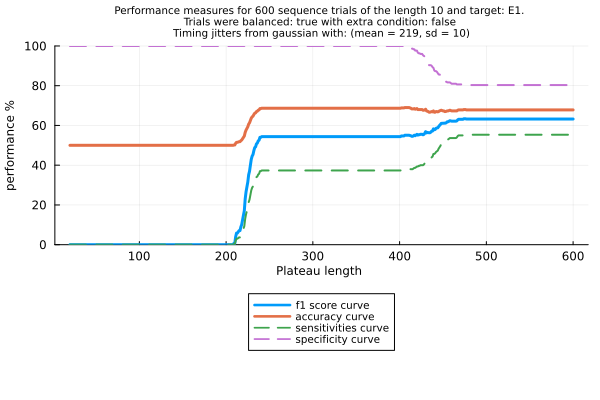 Performance measures for 600 sequence trials of the length 10 and target: E1.
Trials were balanced: true with extra condition: false
Timing jitters from gaussian with: (mean = 219, sd = 10)
100
80
60
40
20
0
performance %
100 200 300 400 500 600
Plateau length
f1 score curve
accuracy curve
sensitivities curve
specificity curve